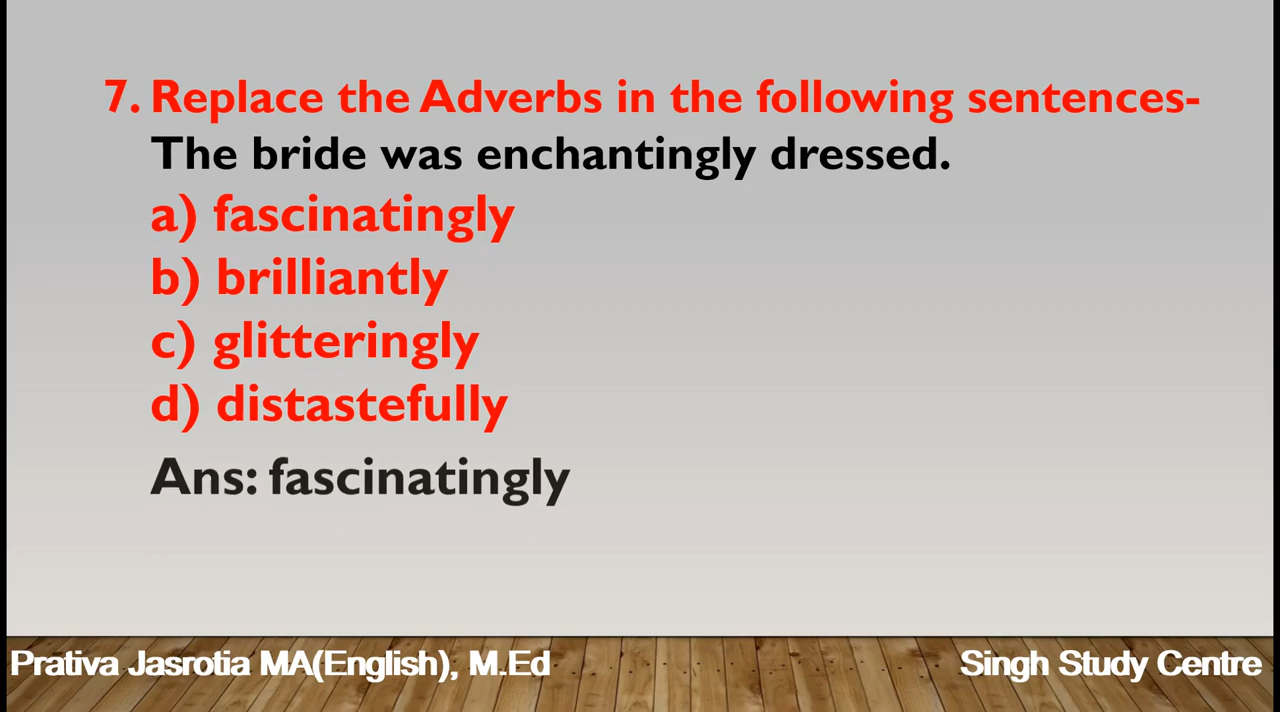 7. Replace the Adverbs in the following sentences-
The bride was enchantingly dressed.
a) fascinatingly
b) brilliantly
c) glitteringly
d) distastefully
Ans: fascinatingly
Prativa Jasrotia MA(English), M.Ed
Singh Study Centre